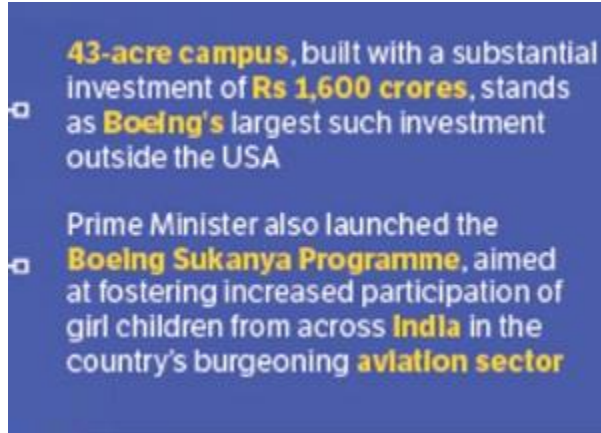 43-acre campus, built with a substantial
investment of Rs 1,600 crores, stands
as Boeing's largest such investment
outside the USA
Prime Minister also launched the
Boeing Sukanya Programme, aimed
at fostering increased participation of
girl children from across India in the
country's burgeoning aviation sector